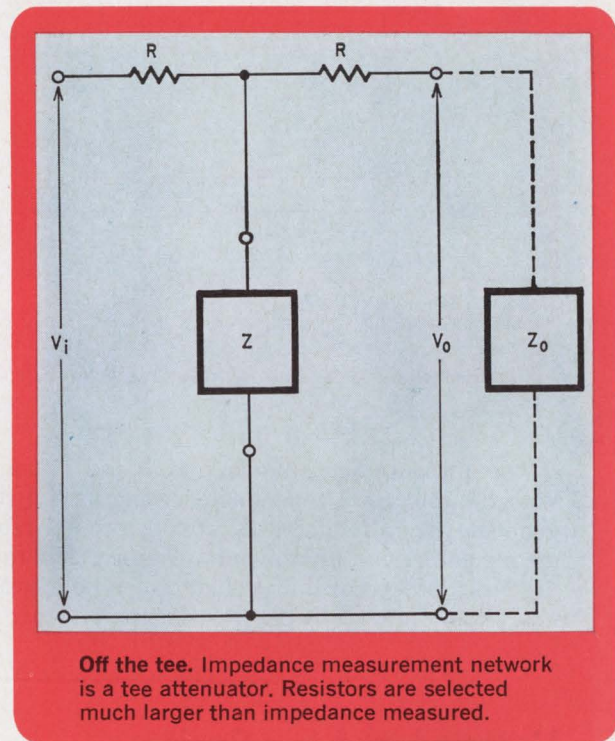 R R
Vi Z Vo Zo
Off the tee. Impedance measurement network
is a tee attenuator. Resistors are selected
much larger than impedance measured.